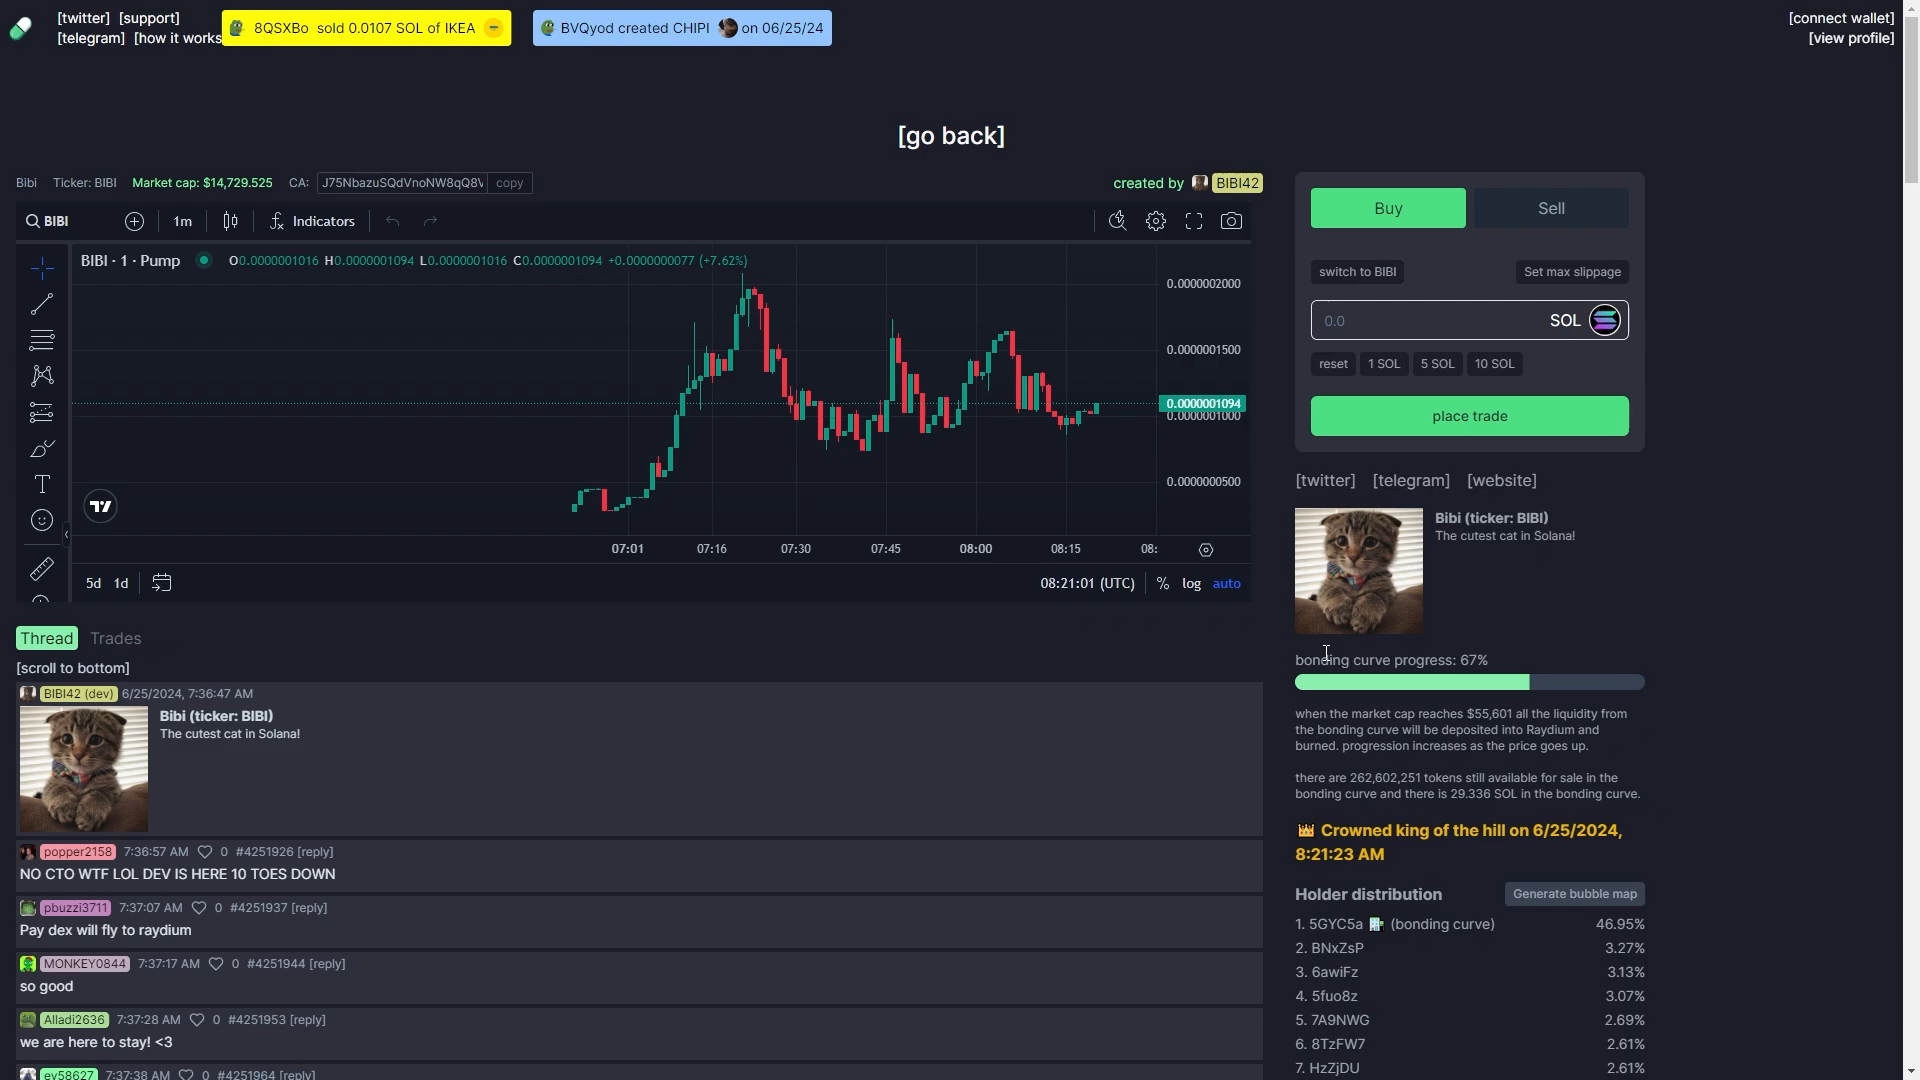 [twitter] [support]
[telegram] [how it works
8QSXBo sold 0.0107 SOL of IKEA
BVQyod created CHIPI on 06/25/24
[connect wallet]
[view profile]
[go back]
Bibi Ticker: BIBI Market cap: $14,729.525 CA: J75NbazuSQdVnoNW8qQ8V copy
created by BIBI42
BIBI 1m Indicators
BIBI · 1 · Pump O0.0000001016 H0.0000001094 L0.0000001016 C0.0000001094 +0.0000000077 (+7.62%)
0.0000002000
0.0000001500
0.0000001094
0.0000001000
0.0000000500
07:01 07:16 07:30 07:45 08:00 08:15 08:
5d 1d
08:21:01 (UTC) % log auto
Thread Trades
[scroll to bottom]
BIBI42 (dev) 6/25/2024, 7:36:47 AM
Bibi (ticker: BIBI)
The cutest cat in Solana!
popper2158 7:36:57 AM 0 #4251926 [reply]
NO CTO WTF LOL DEV IS HERE 10 TOES DOWN
pbuzzi3711 7:37:07 AM 0 #4251937 [reply]
Pay dex will fly to raydium
MONKEY0844 7:37:17 AM 0 #4251944 [reply]
so good
Alladi2636 7:37:28 AM 0 #4251953 [reply]
we are here to stay! <3
ev58627 7:37:38 AM 0 #4251964 [reply]
Buy Sell
switch to BIBI Set max slippage
0.0 SOL
reset 1 SOL 5 SOL 10 SOL
place trade
[twitter] [telegram] [website]
Bibi (ticker: BIBI)
The cutest cat in Solana!
bonding curve progress: 67%
when the market cap reaches $55,601 all the liquidity from
the bonding curve will be deposited into Raydium and
burned. progression increases as the price goes up.
there are 262,602,251 tokens still available for sale in the
bonding curve and there is 29.336 SOL in the bonding curve.
Crowned king of the hill on 6/25/2024,
8:21:23 AM
Holder distribution Generate bubble map
1. 5GYC5a (bonding curve) 46.95%
2. BNxZsP 3.27%
3. 6awiFz 3.13%
4. 5fuo8z 3.07%
5. 7A9NWG 2.69%
6. 8TzFW7 2.61%
7. HzZjDU 2.61%